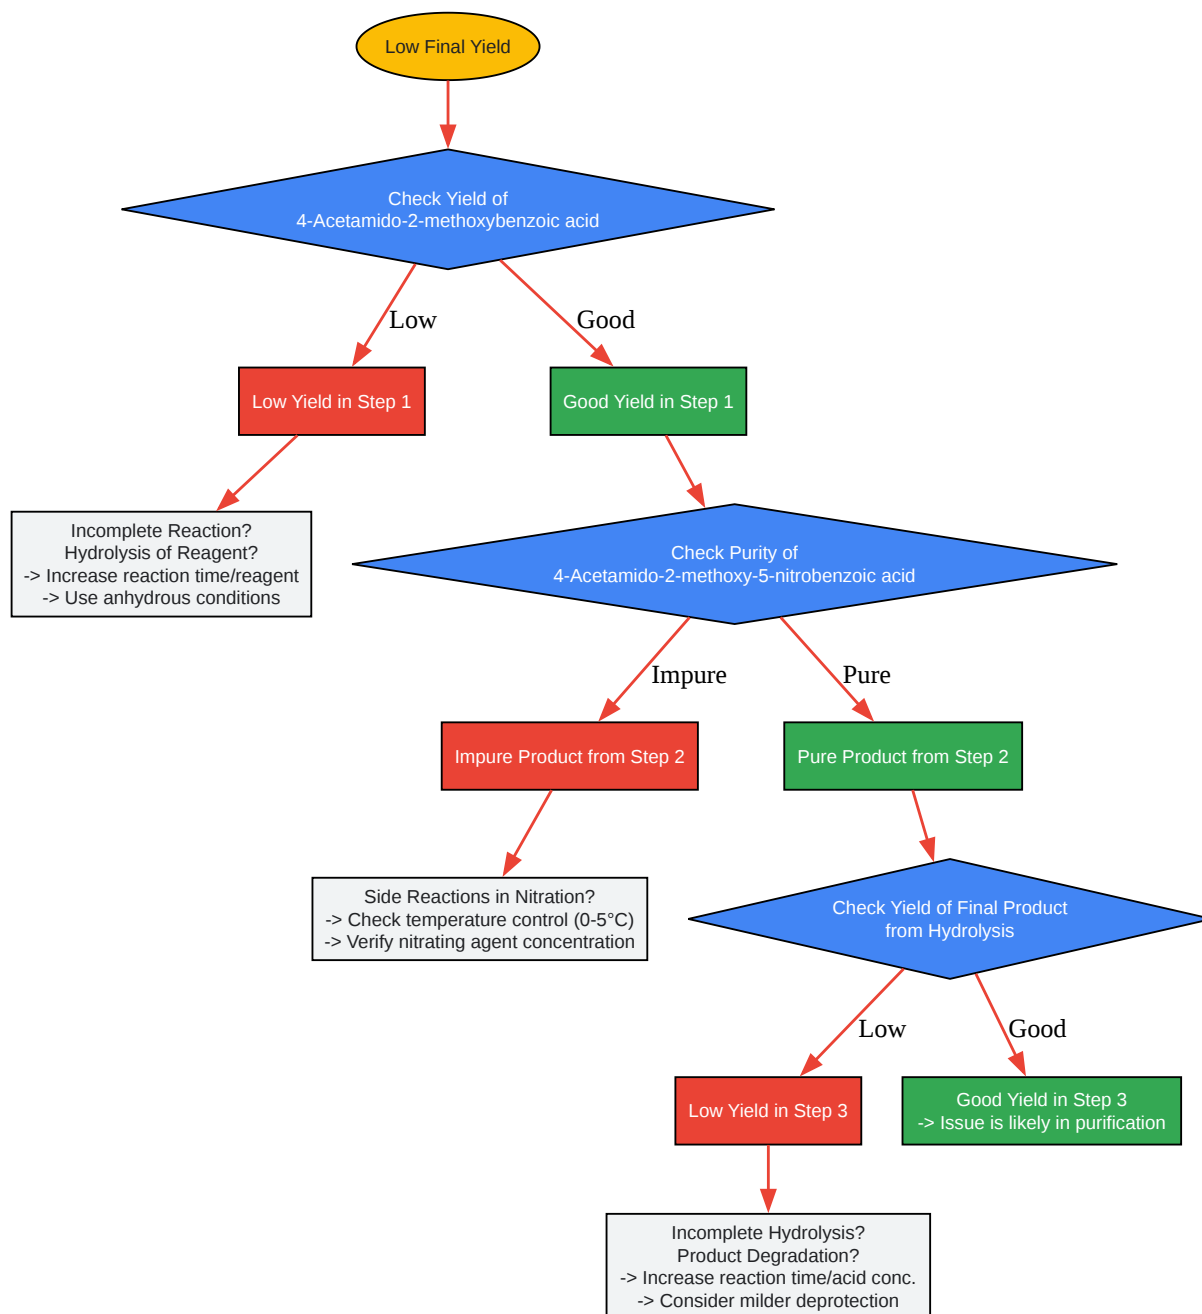 Low Final Yield
Check Yield of
4-Acetamido-2-methoxybenzoic acid
Low
Good
Low Yield in Step 1
Good Yield in Step 1
Incomplete Reaction?
Hydrolysis of Reagent?
-> Increase reaction time/reagent
-> Use anhydrous conditions
Check Purity of
4-Acetamido-2-methoxy-5-nitrobenzoic acid
Impure
Pure
Impure Product from Step 2
Pure Product from Step 2
Side Reactions in Nitration?
-> Check temperature control (0-5°C)
-> Verify nitrating agent concentration
Check Yield of Final Product
from Hydrolysis
Low
Good
Low Yield in Step 3
Good Yield in Step 3
-> Issue is likely in purification
Incomplete Hydrolysis?
Product Degradation?
-> Increase reaction time/acid conc.
-> Consider milder deprotection